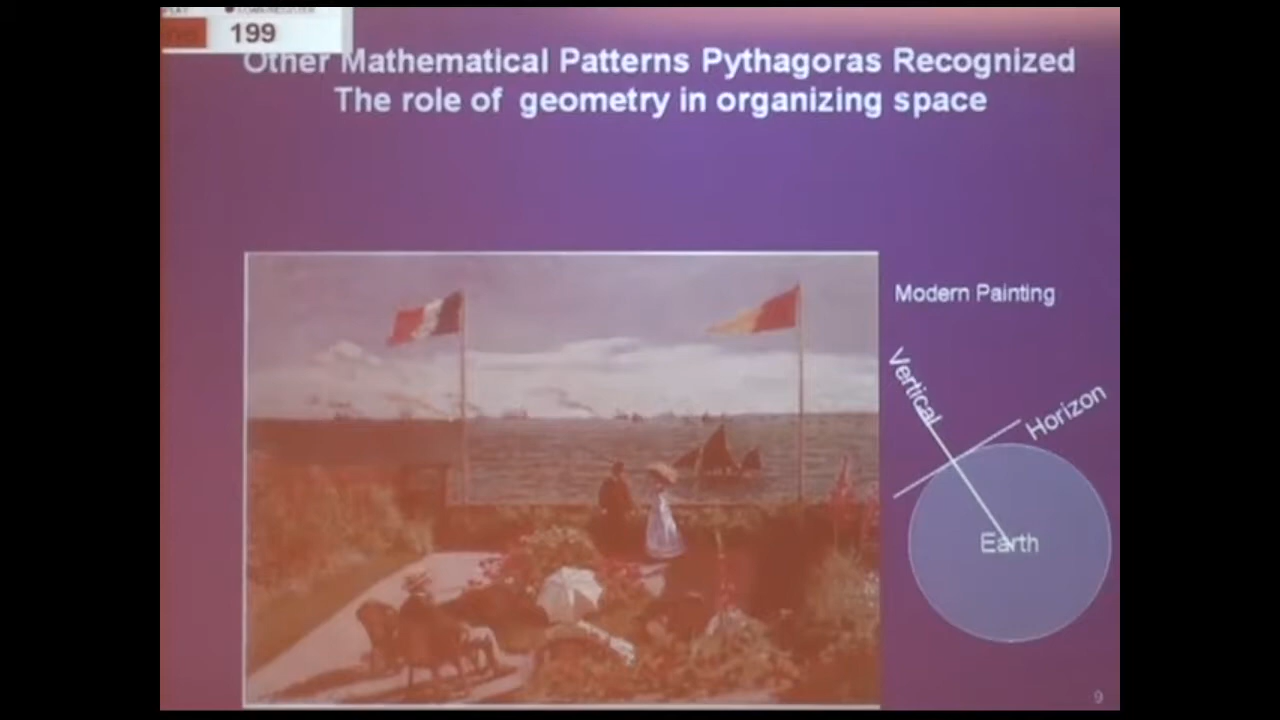 199
Other Mathematical Patterns Pythagoras Recognized
The role of geometry in organizing space
Modern Painting
Vertical
Horizon
Earth
9